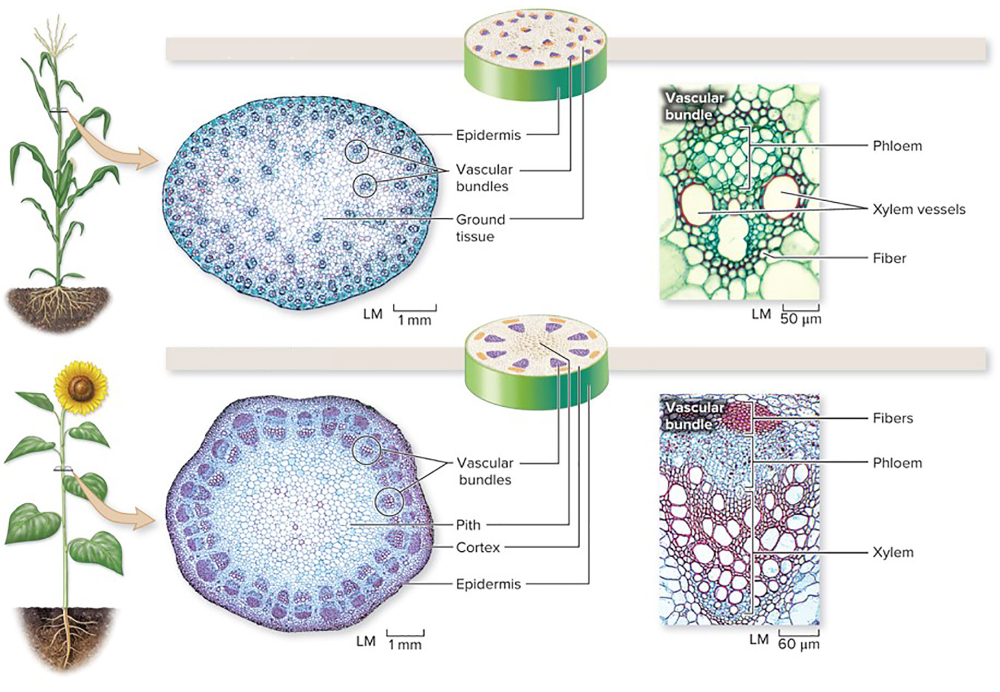 Epidermis
Vascular
bundles
Ground
tissue
LM 1 mm
Vascular
bundle
Phloem
Xylem vessels
Fiber
LM 50 μm
Vascular
bundles
Pith
Cortex
Epidermis
LM 1 mm
Vascular
bundle
Fibers
Phloem
Xylem
LM 60 μm